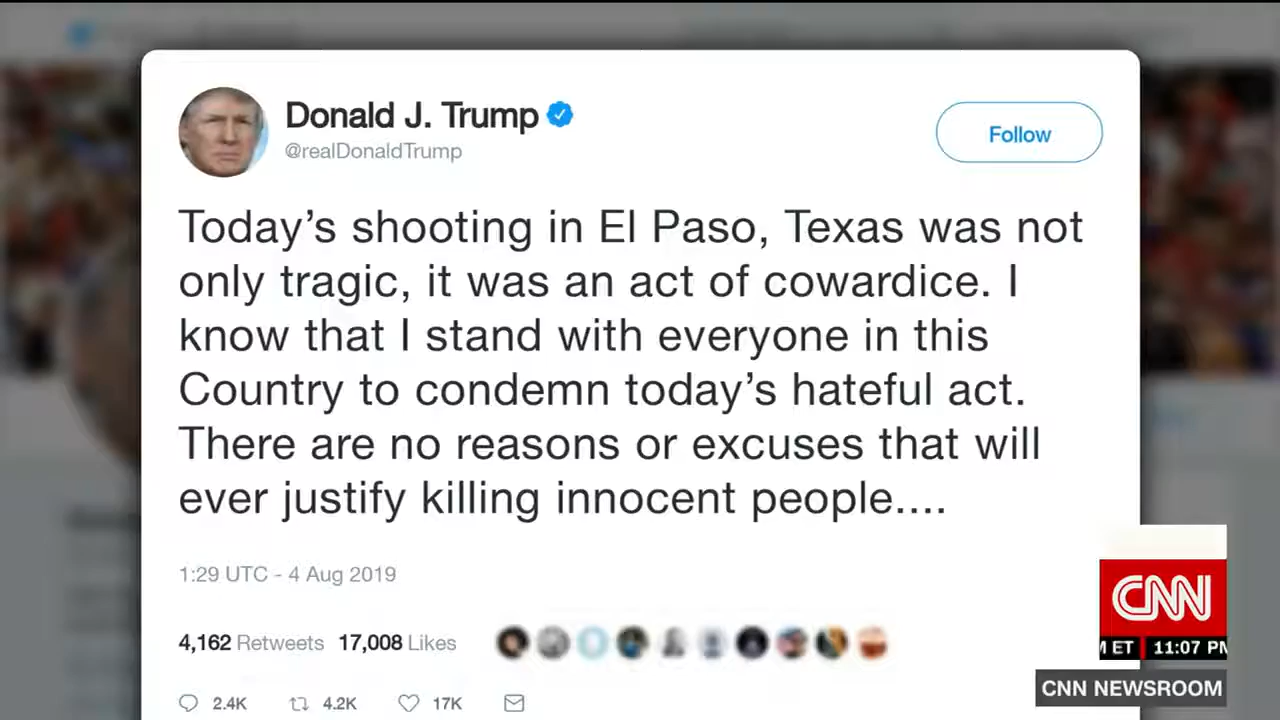 Donald J. Trump
@realDonaldTrump
Follow
Today’s shooting in El Paso, Texas was not
only tragic, it was an act of cowardice. I
know that I stand with everyone in this
Country to condemn today’s hateful act.
There are no reasons or excuses that will
ever justify killing innocent people....
1:29 UTC - 4 Aug 2019
4,162 Retweets 17,008 Likes
2.4K 4.2K 17K
CNN
M ET 11:07 PM
CNN NEWSROOM